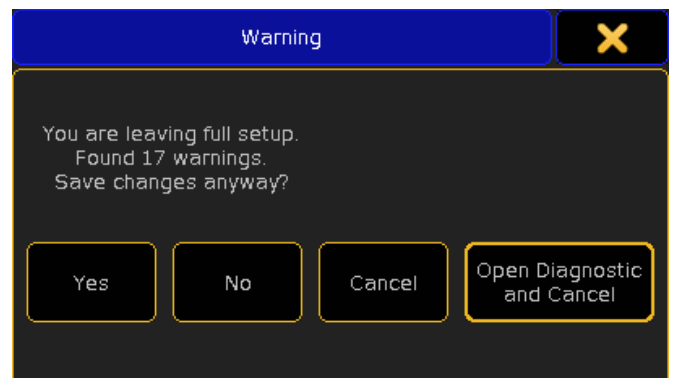 Warning
You are leaving full setup.
Found 17 warnings.
Save changes anyway?
Yes
No
Cancel
Open Diagnostic
and Cancel